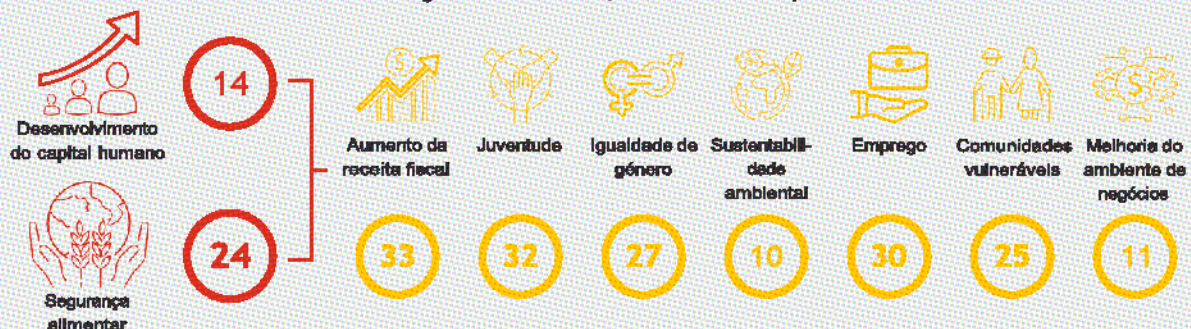 14
Desenvolvimento
do capital humano
24
Segurança
alimentar
$
Aumento da
receita fiscal
33
Juventude
32
Igualdade de
género
27
Sustentabili-
dade
ambiental
10
Emprego
30
Comunidades
vulneráveis
25
$
Melhoria do
ambiente de
negócios
11